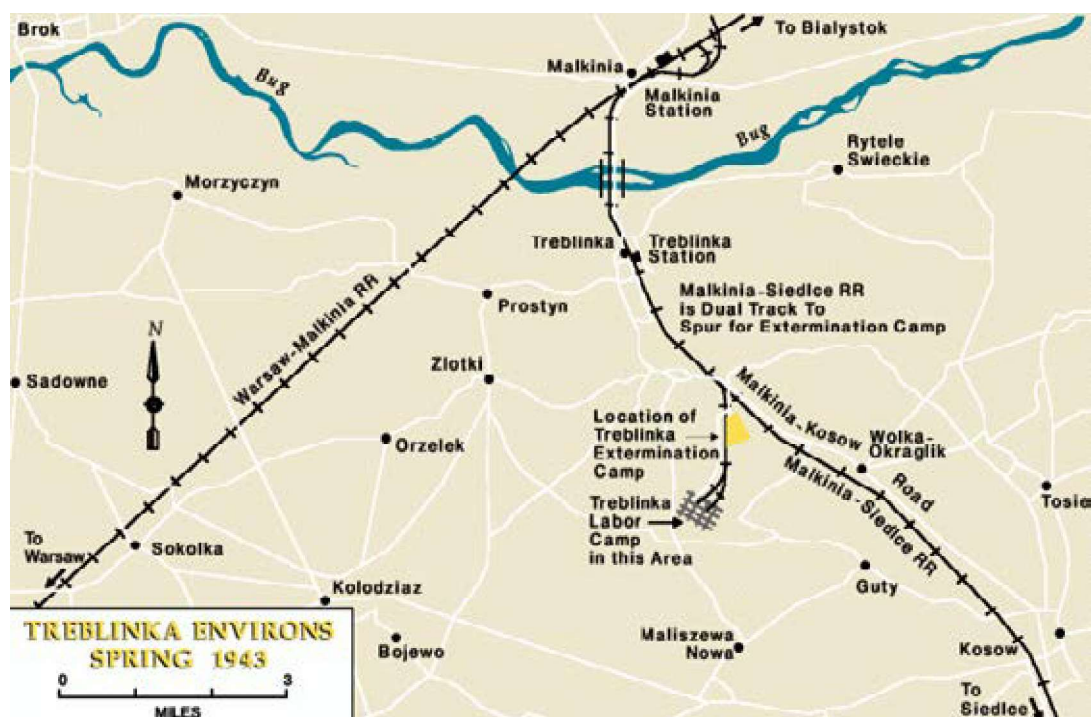 Brok
To Bialystok
Bug
Malkinia
Malkinia
Station
Bug
Rytele
Swieckie
Morzyczyn
Treblinka
Treblinka
Station
Malkinia-Siedlce RR
is Dual Track To
Spur for Extermination Camp
Prostyn
N
Warsaw-Malkinia RR
Zlotki
Sadowne
Malkinia-Kosow
Road
Location of
Treblinka
Extermination
Camp
Wolka-
Okraglik
Orzelek
Malkinia-Siedlce RR
Treblinka
Labor
Camp
in this Area
Tosie
To
Warsaw
Sokolka
Guty
Kolodziaz
TREBLINKA ENVIRONS
SPRING 1943
0 3
MILES
Bojewo
Maliszewa
Nowa
Kosow
To
Siedlce